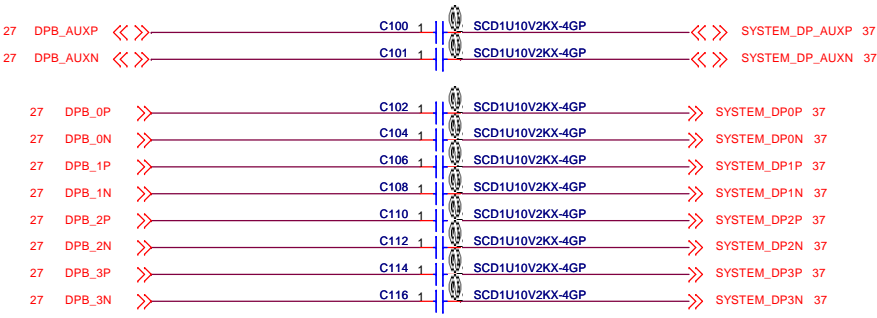 27 DPB_AUXP C100 1 SCD1U10V2KX-4GP SYSTEM_DP_AUXP 37
27 DPB_AUXN C101 1 SCD1U10V2KX-4GP SYSTEM_DP_AUXN 37
27 DPB_0P C102 1 SCD1U10V2KX-4GP SYSTEM_DP0P 37
27 DPB_0N C104 1 SCD1U10V2KX-4GP SYSTEM_DP0N 37
27 DPB_1P C106 1 SCD1U10V2KX-4GP SYSTEM_DP1P 37
27 DPB_1N C108 1 SCD1U10V2KX-4GP SYSTEM_DP1N 37
27 DPB_2P C110 1 SCD1U10V2KX-4GP SYSTEM_DP2P 37
27 DPB_2N C112 1 SCD1U10V2KX-4GP SYSTEM_DP2N 37
27 DPB_3P C114 1 SCD1U10V2KX-4GP SYSTEM_DP3P 37
27 DPB_3N C116 1 SCD1U10V2KX-4GP SYSTEM_DP3N 37